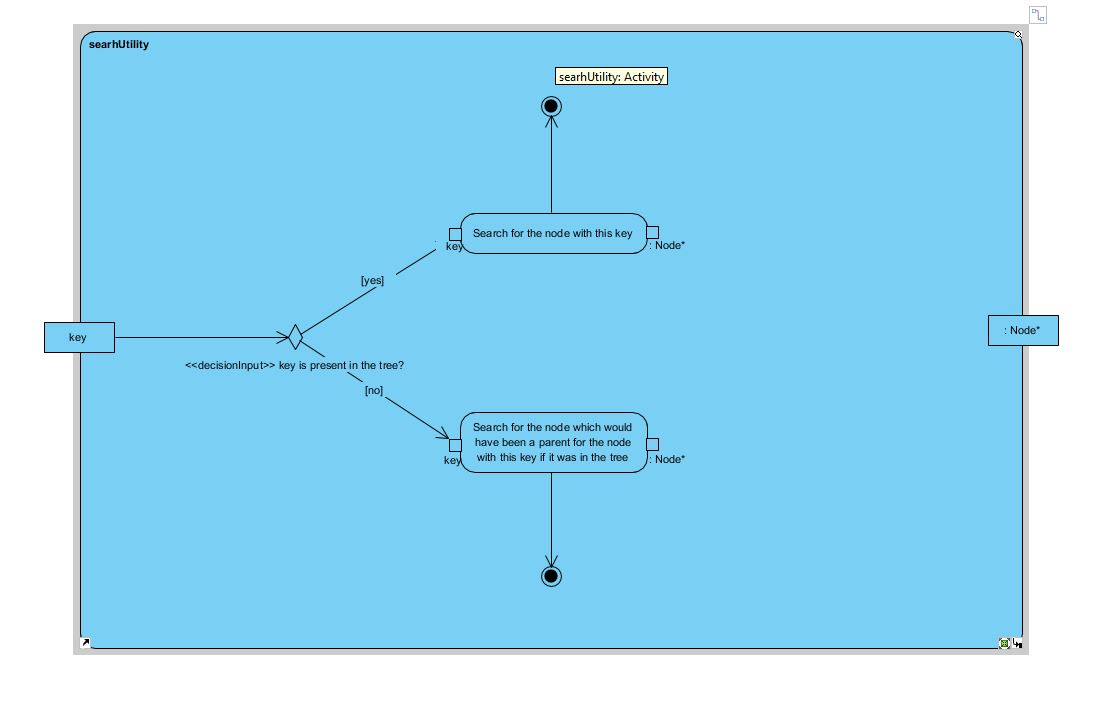 searhUtility
searhUtility: Activity
Search for the node with this key
key
: Node*
[yes]
key
: Node*
<<decisionInput>> key is present in the tree?
[no]
Search for the node which would
have been a parent for the node
with this key if it was in the tree
key
: Node*